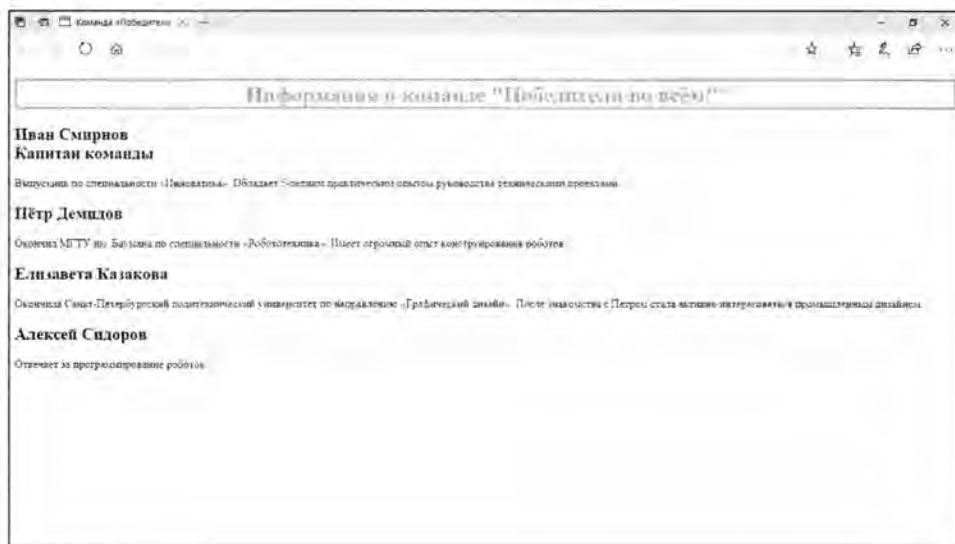 Команда «Победители
Информация о команде "Победители во всём!"
Иван Смирнов
Капитан команды
Выпускник по специальности «Инноватика». Обладает 5-летним практическим опытом руководства техническими проектами.
Пётр Демидов
Окончил МГТУ им. Баумана по специальности «Робототехника». Имеет огромный опыт конструирования роботов.
Елизавета Казакова
Окончила Санкт-Петербургский политехнический университет по направлению «Графический дизайн». После знакомства с Петром стала активно интересоваться промышленным дизайном.
Алексей Сидоров
Отвечает за программирование роботов.